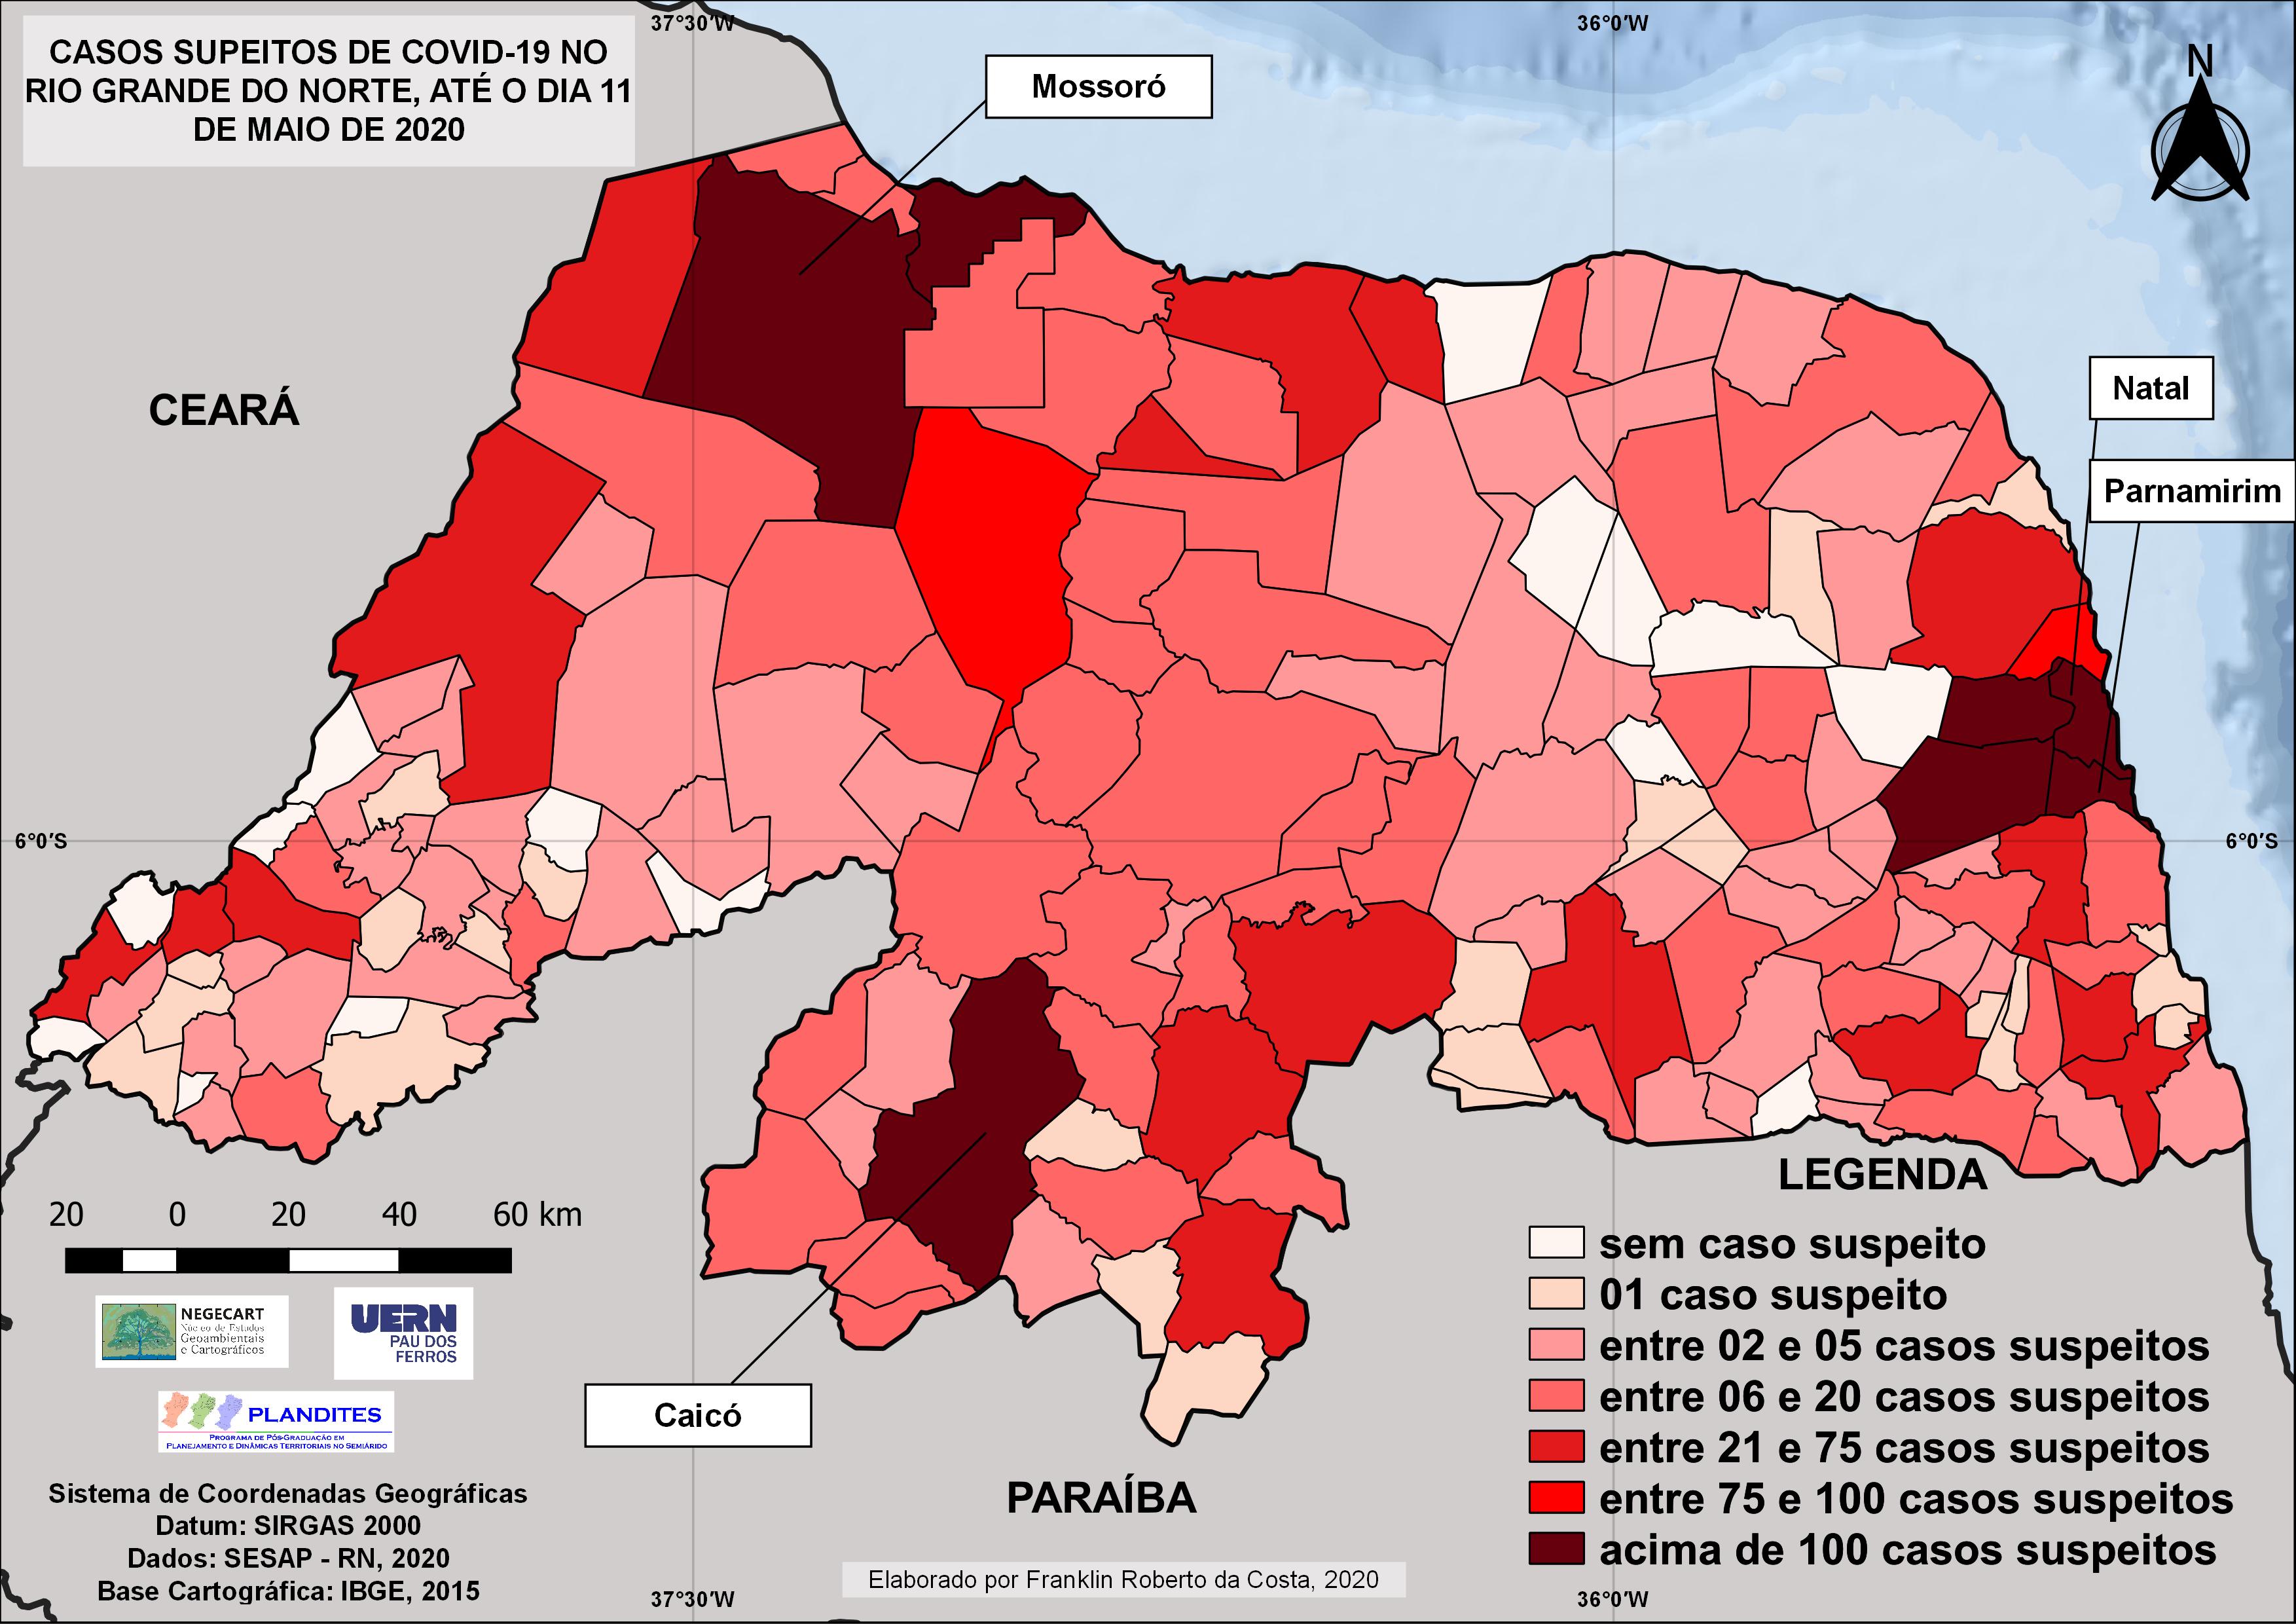 37°30′W
36°0′W
CASOS SUPEITOS DE COVID-19 NO
RIO GRANDE DO NORTE, ATÉ O DIA 11
DE MAIO DE 2020
N
Mossoró
Natal
CEARÁ
Parnamirim
6°0′S
6°0′S
LEGENDA
20 0 20 40 60 km
sem caso suspeito
01 caso suspeito
entre 02 e 05 casos suspeitos
entre 06 e 20 casos suspeitos
entre 21 e 75 casos suspeitos
entre 75 e 100 casos suspeitos
acima de 100 casos suspeitos
NEGECART
Núcleo de Estudos
Geoambientais
e Cartográficos
UERN
PAU DOS
FERROS
PLANDITES
PROGRAMA DE PÓS-GRADUAÇÃO EM
PLANEJAMENTO E DINÂMICAS TERRITORIAIS NO SEMIÁRIDO
Caicó
PARAÍBA
Sistema de Coordenadas Geográficas
Datum: SIRGAS 2000
Dados: SESAP - RN, 2020
Base Cartográfica: IBGE, 2015
Elaborado por Franklin Roberto da Costa, 2020
37°30′W
36°0′W